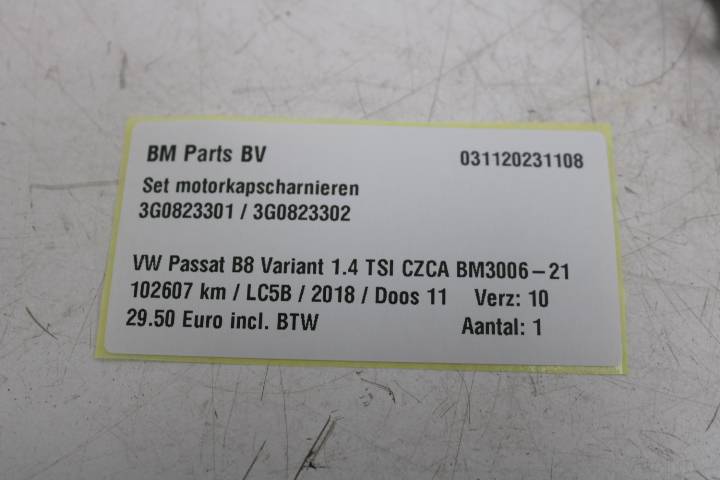 BM Parts BV 031120231108
Set motorkapscharnieren
3G0823301 / 3G0823302
VW Passat B8 Variant 1.4 TSI CZCA BM3006-21
102607 km / LC5B / 2018 / Doos 11 Verz: 10
29.50 Euro incl. BTW Aantal: 1